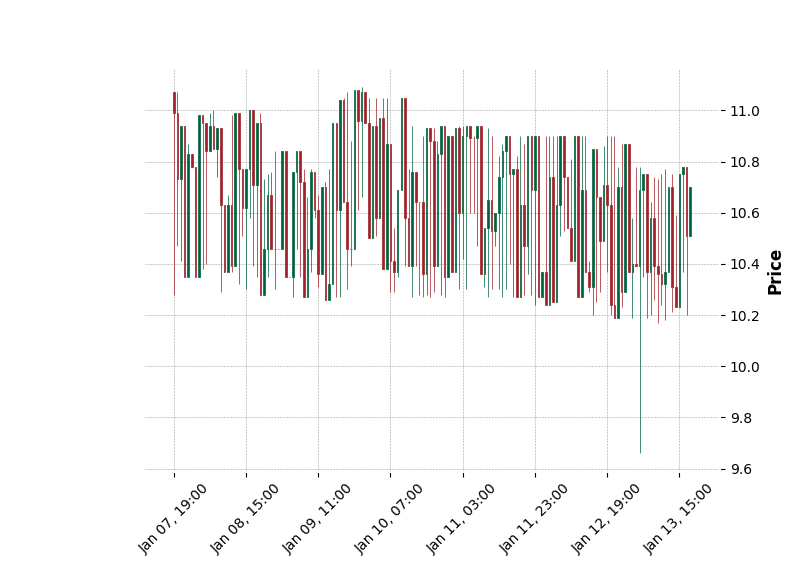 11.0
10.8
10.6
10.4
10.2
10.0
9.8
9.6
Price
Jan 07, 19:00
Jan 08, 15:00
Jan 09, 11:00
Jan 10, 07:00
Jan 11, 03:00
Jan 11, 23:00
Jan 12, 19:00
Jan 13, 15:00